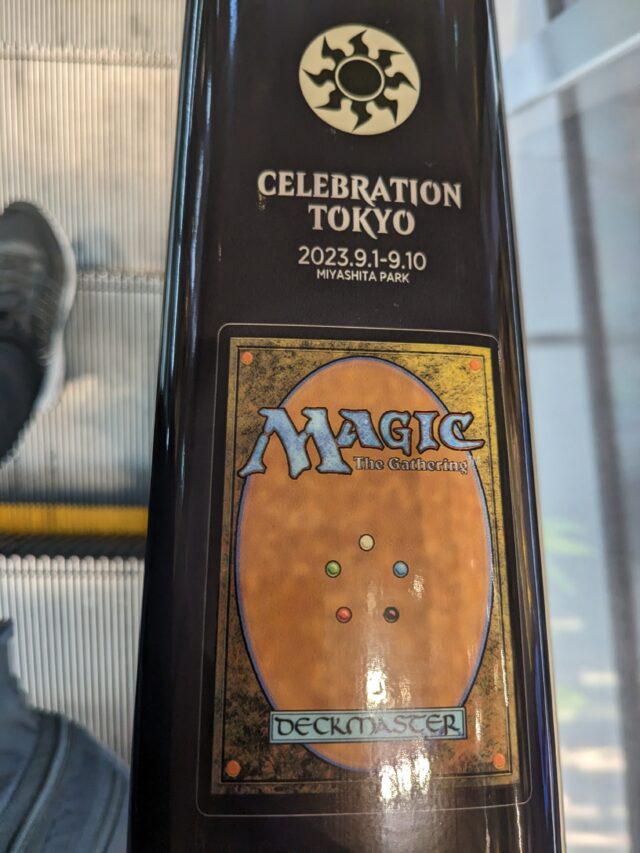 CELEBRATION
TOKYO
2023.9.1-9.10
MIYASHITA PARK
MAGIC
The Gathering
DECKMASTER